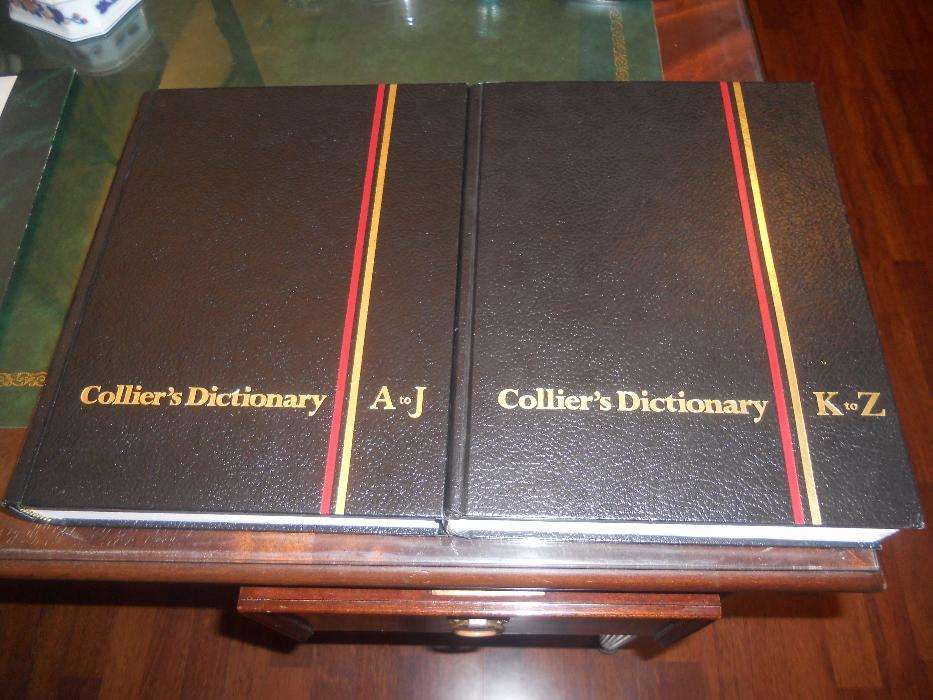 Collier's Dictionary A to J
Collier's Dictionary K to Z